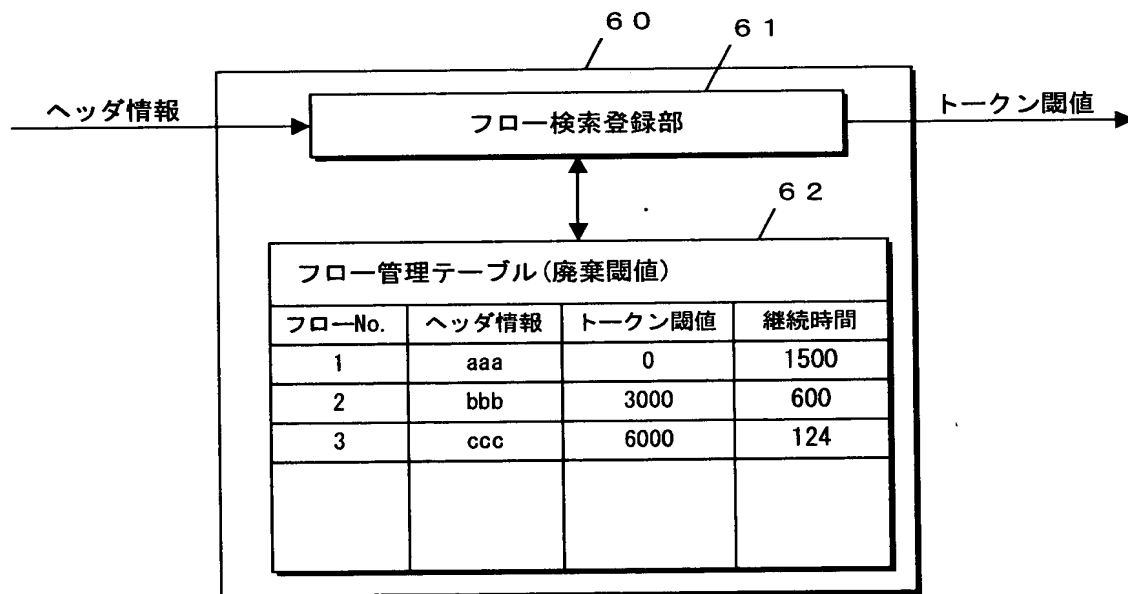 60
61
ヘッダ情報
フロー検索登録部
トークン閾値
62
フロー管理テーブル(廃棄閾値)
フローNo. ヘッダ情報 トークン閾値 継続時間
1 aaa 0 1500
2 bbb 3000 600
3 ccc 6000 124